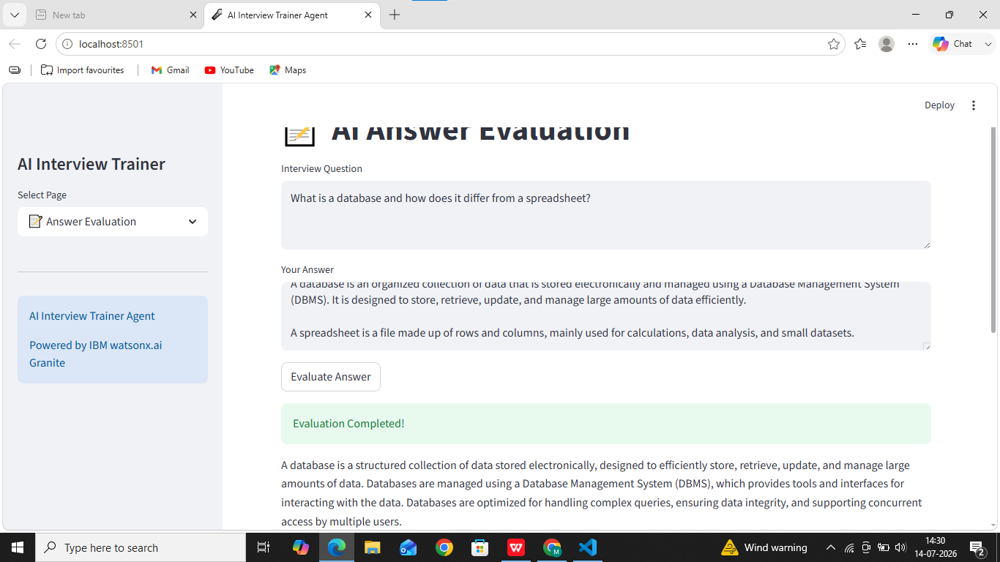 New tab
AI Interview Trainer Agent
localhost:8501
Chat
Import favourites
Gmail
YouTube
Maps
Deploy
AI Interview Trainer
Select Page
Answer Evaluation
AI Interview Trainer Agent
Powered by IBM watsonx.ai
Granite
AI Answer Evaluation
Interview Question
What is a database and how does it differ from a spreadsheet?
Your Answer
A database is an organized collection of data that is stored electronically and managed using a Database Management System
(DBMS). It is designed to store, retrieve, update, and manage large amounts of data efficiently.
A spreadsheet is a file made up of rows and columns, mainly used for calculations, data analysis, and small datasets.
Evaluate Answer
Evaluation Completed!
A database is a structured collection of data stored electronically, designed to efficiently store, retrieve, update, and manage large
amounts of data. Databases are managed using a Database Management System (DBMS), which provides tools and interfaces for
interacting with the data. Databases are optimized for handling complex queries, ensuring data integrity, and supporting concurrent
access by multiple users.
Type here to search
W
M
Wind warning
14:30
14-07-2026
2